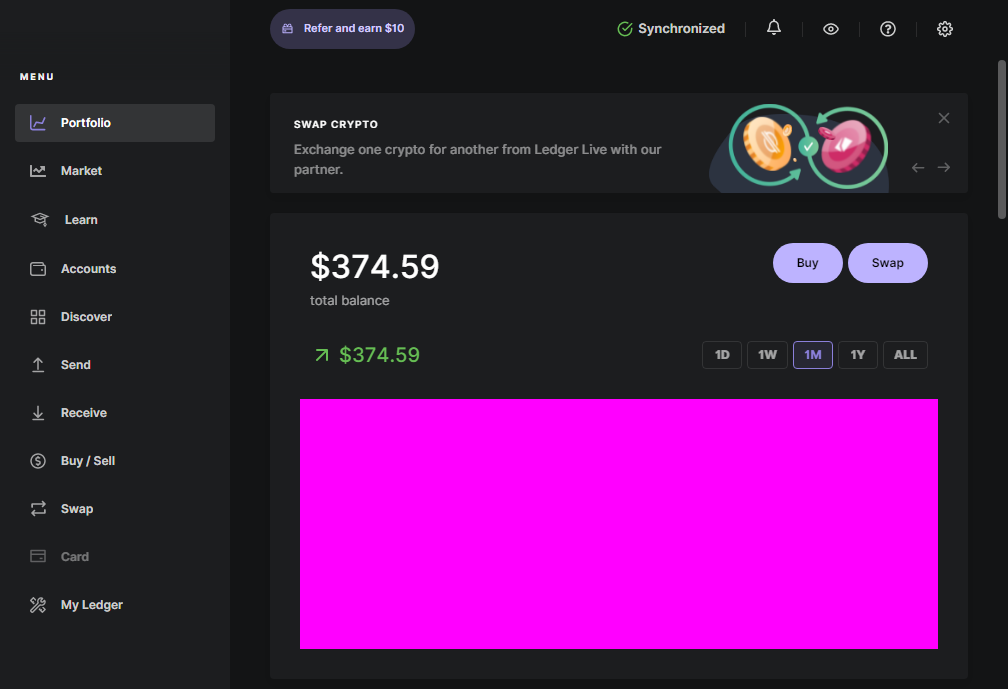 Refer and earn $10
Synchronized
MENU
Portfolio
Market
Learn
Accounts
Discover
Send
Receive
Buy / Sell
Swap
Card
My Ledger
SWAP CRYPTO
Exchange one crypto for another from Ledger Live with our
partner.
$374.59
total balance
Buy
Swap
$374.59
1D
1W
1M
1Y
ALL